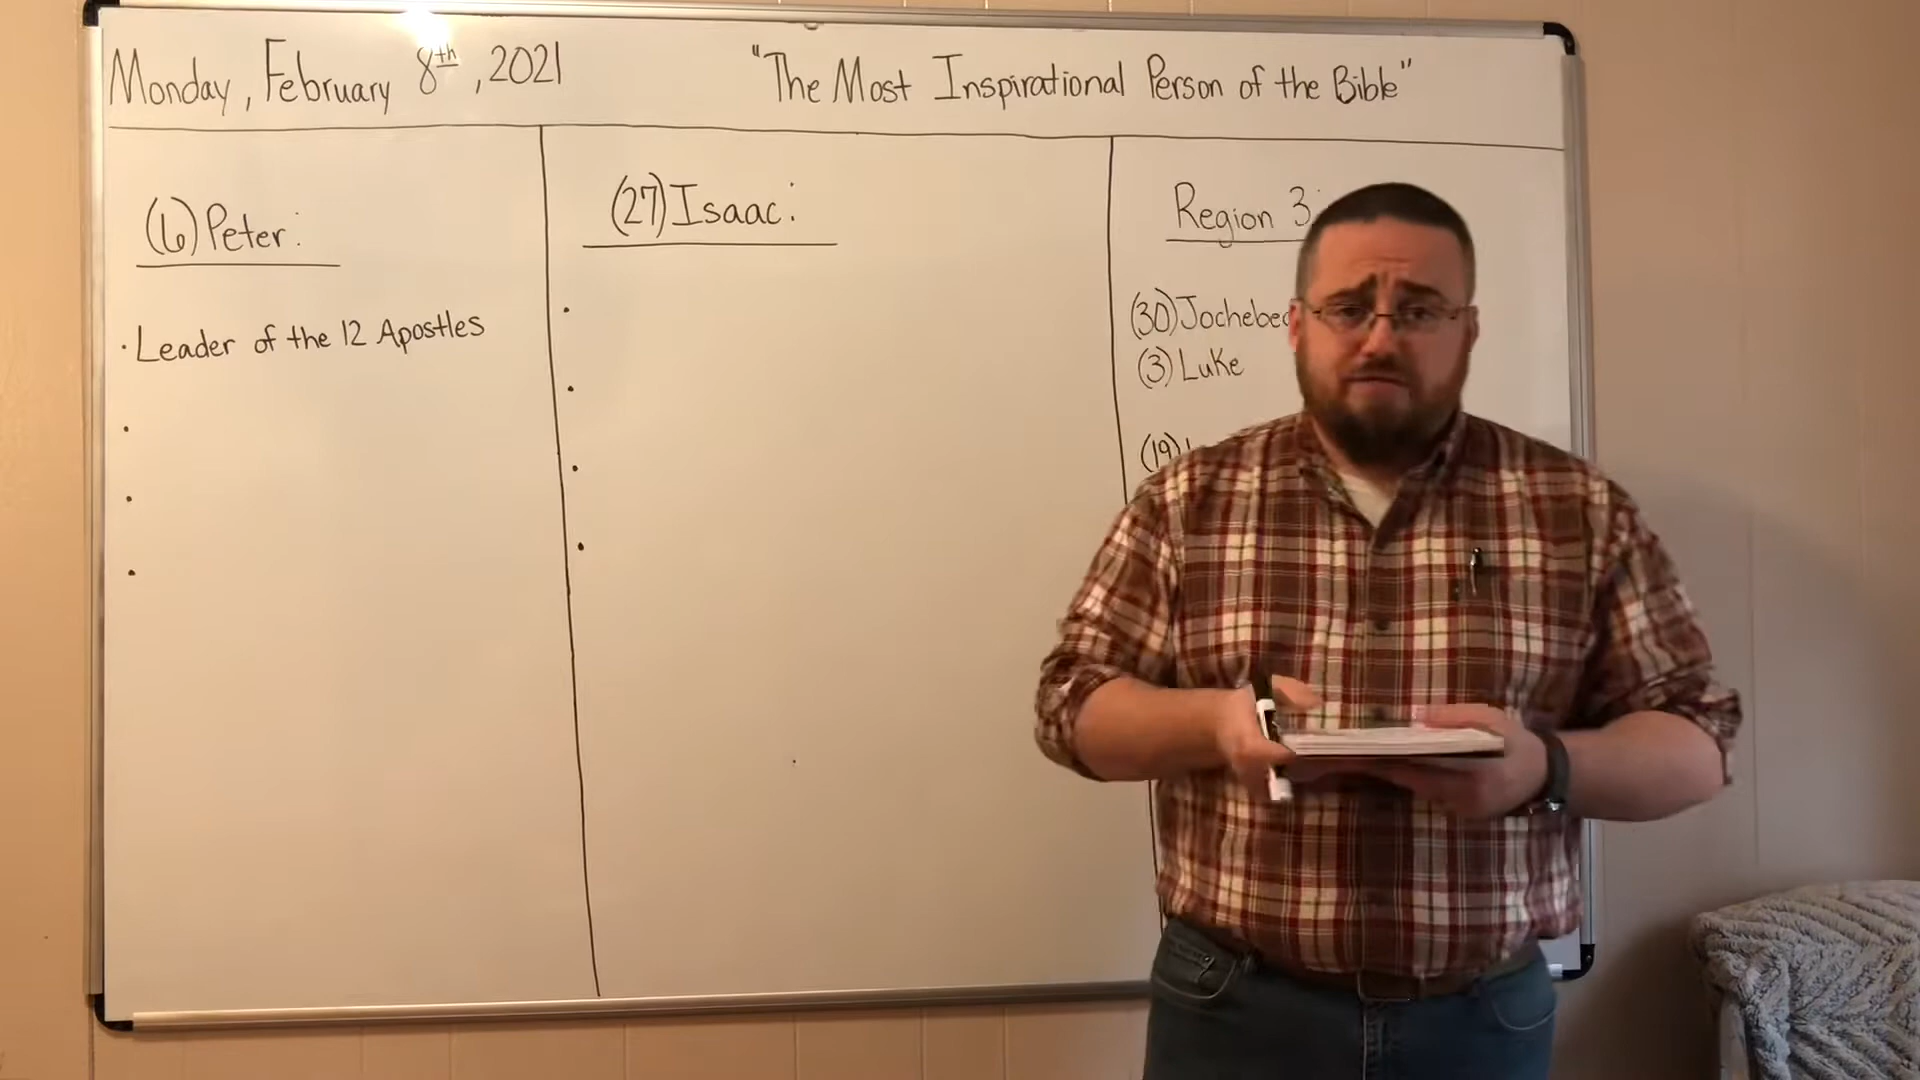 Monday, February 8th, 2021
"The Most Inspirational Person of the Bible"
(6) Peter:
· Leader of the 12 Apostles
(27) Isaac:
Region 3:
(30) Jochebed
(3) Luke
(19)